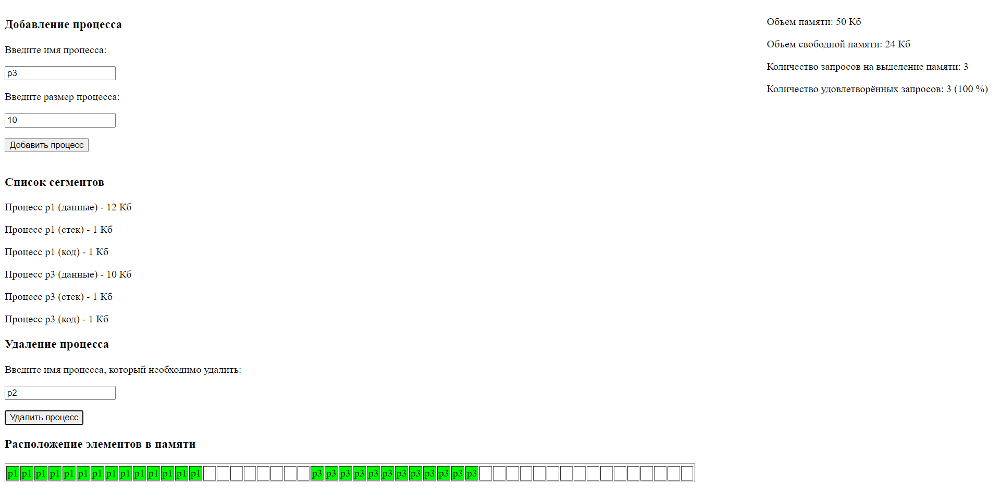 Добавление процесса
Введите имя процесса:
p3
Введите размер процесса:
10
Добавить процесс
Объем памяти: 50 Кб
Объем свободной памяти: 24 Кб
Количество запросов на выделение памяти: 3
Количество удовлетворённых запросов: 3 (100 %)
Список сегментов
Процесс p1 (данные) - 12 Кб
Процесс p1 (стек) - 1 Кб
Процесс p1 (код) - 1 Кб
Процесс p3 (данные) - 10 Кб
Процесс p3 (стек) - 1 Кб
Процесс p3 (код) - 1 Кб
Удаление процесса
Введите имя процесса, который необходимо удалить:
p2
Удалить процесс
Расположение элементов в памяти
p1 p1 p1 p1 p1 p1 p1 p1 p1 p1 p1 p1 p1 p1 p3 p3 p3 p3 p3 p3 p3 p3 p3 p3 p3 p3